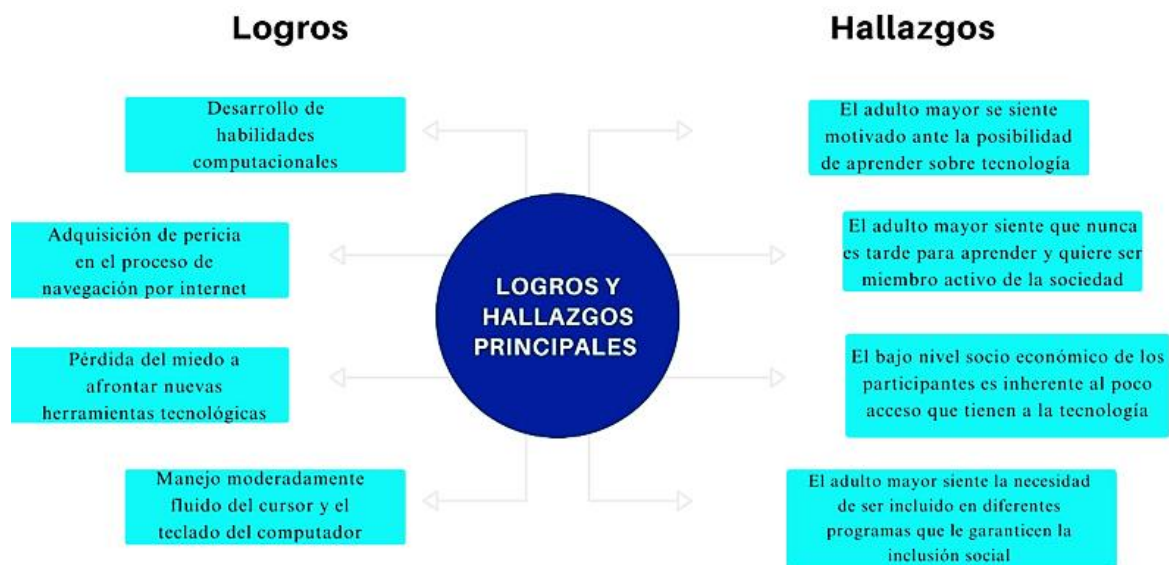 Logros
Desarrollo de
habilidades
computacionales
Adquisición de pericia
en el proceso de
navegación por internet
Pérdida del miedo a
afrontar nuevas
herramientas tecnológicas
Manejo moderadamente
fluido del cursor y el
teclado del computador
LOGROS Y
HALLAZGOS
PRINCIPALES
Hallazgos
El adulto mayor se siente
motivado ante la posibilidad
de aprender sobre tecnología
El adulto mayor siente que nunca
es tarde para aprender y quiere ser
miembro activo de la sociedad
El bajo nivel socio económico de los
participantes es inherente al poco
acceso que tienen a la tecnología
El adulto mayor siente la necesidad
de ser incluido en diferentes
programas que le garanticen la
inclusión social